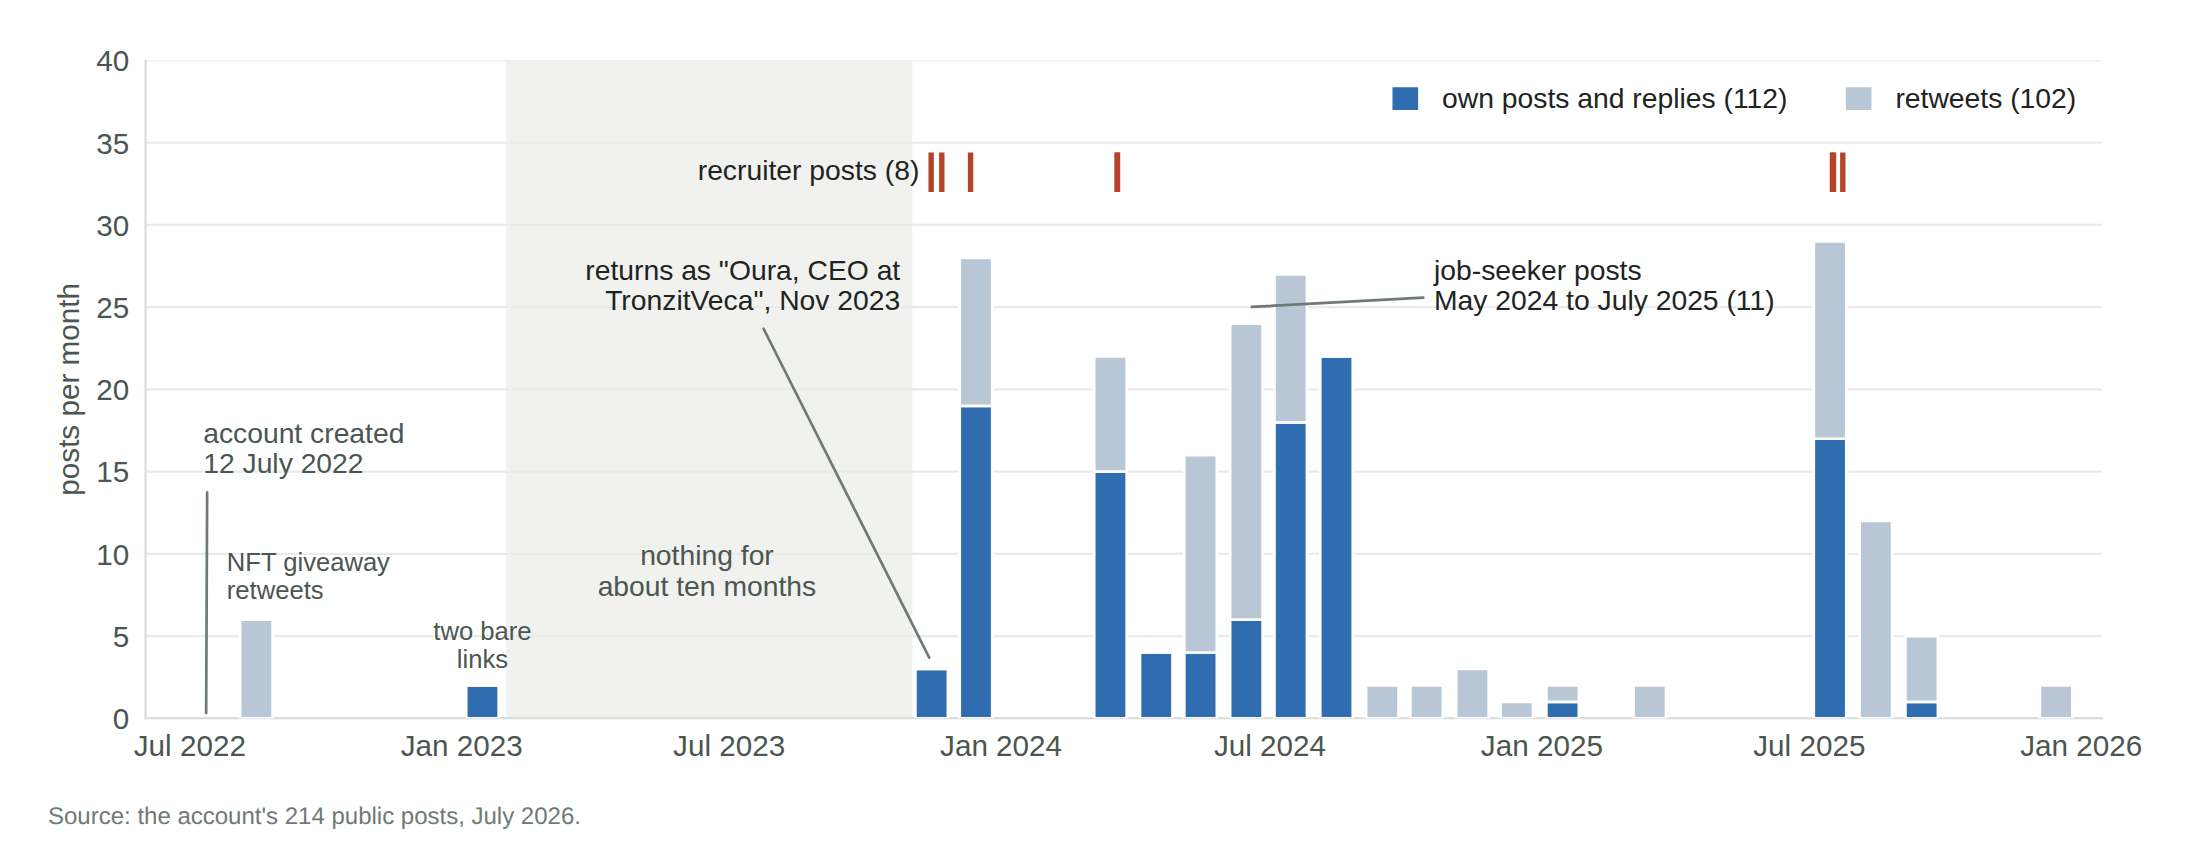 40
own posts and replies (112)
retweets (102)
35
recruiter posts (8)
30
returns as "Oura, CEO at
TronzitVeca", Nov 2023
job-seeker posts
May 2024 to July 2025 (11)
25
posts per month
20
account created
12 July 2022
15
10
NFT giveaway
retweets
nothing for
about ten months
5
two bare
links
0
Jul 2022
Jan 2023
Jul 2023
Jan 2024
Jul 2024
Jan 2025
Jul 2025
Jan 2026
Source: the account's 214 public posts, July 2026.